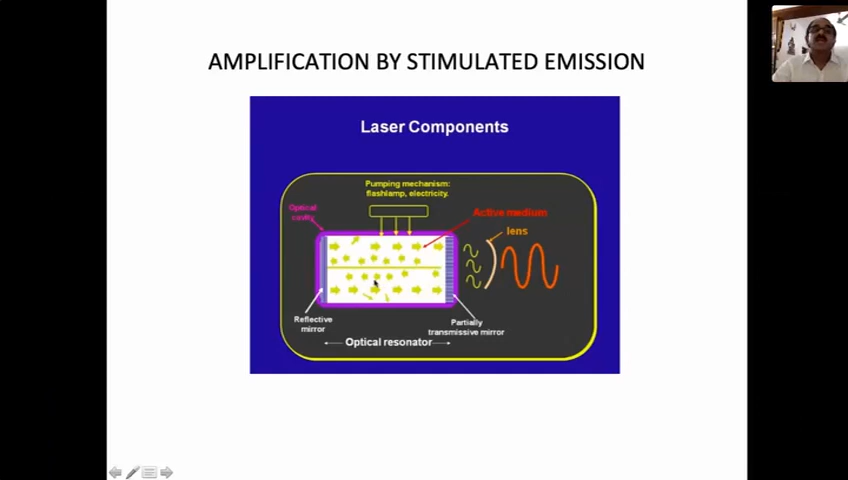 AMPLIFICATION BY STIMULATED EMISSION
Laser Components
Pumping mechanism:
flashlamp, electricity.
Optical
cavity
Active medium
lens
Reflective
mirror
Partially
transmissive mirror
Optical resonator